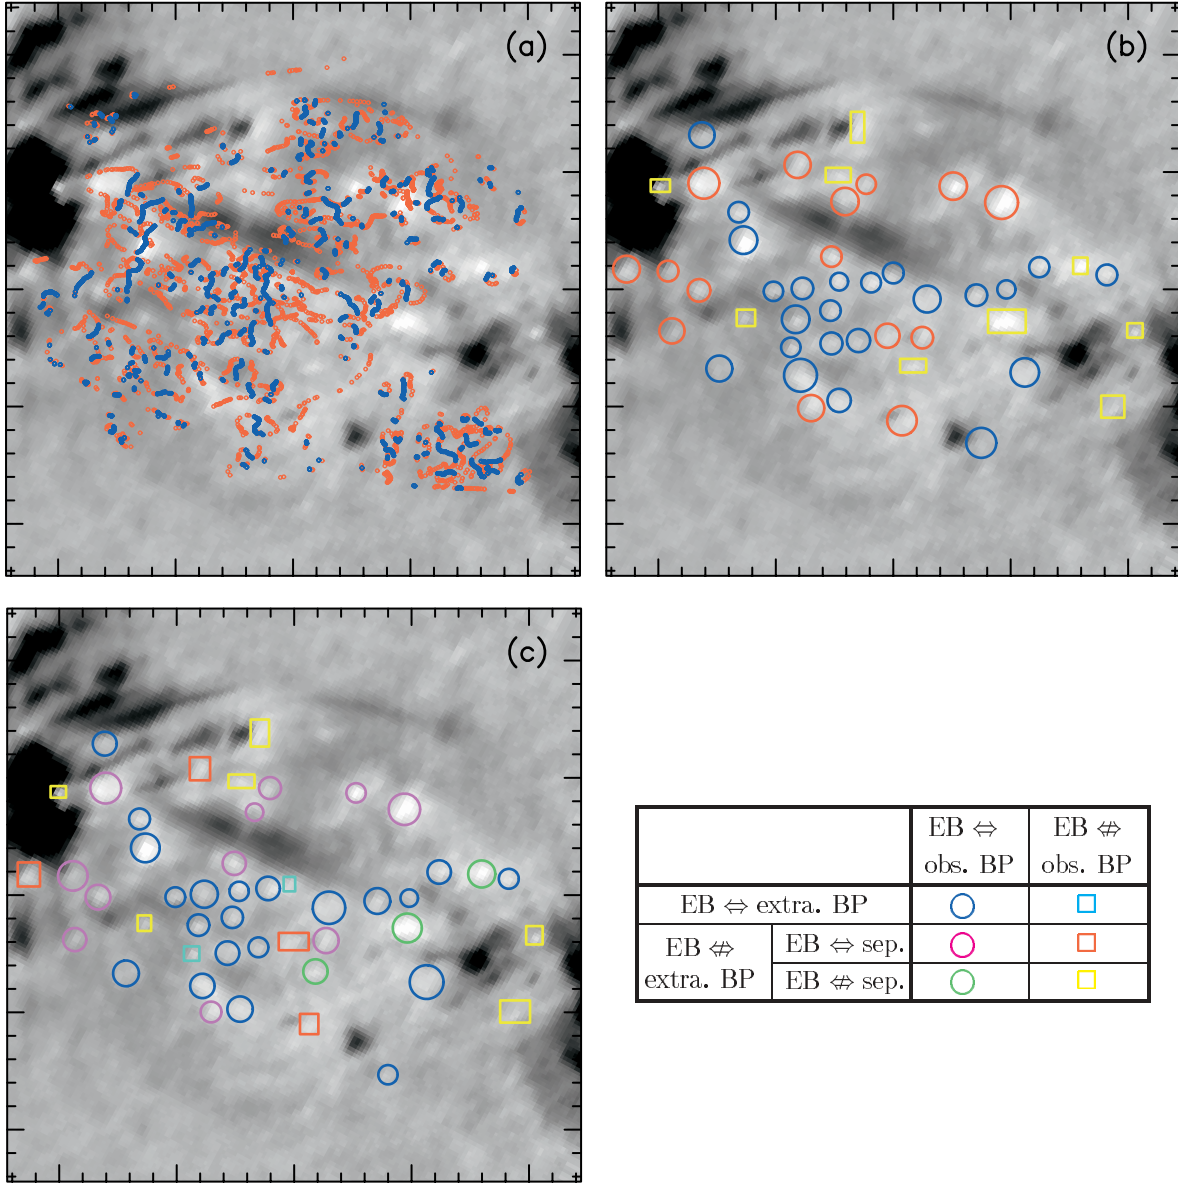 (a)
(b)
(c)
EB ⇔ obs. BP
EB ⇎ obs. BP
EB ⇔ extra. BP
EB ⇎ extra. BP
EB ⇔ sep.
EB ⇎ sep.